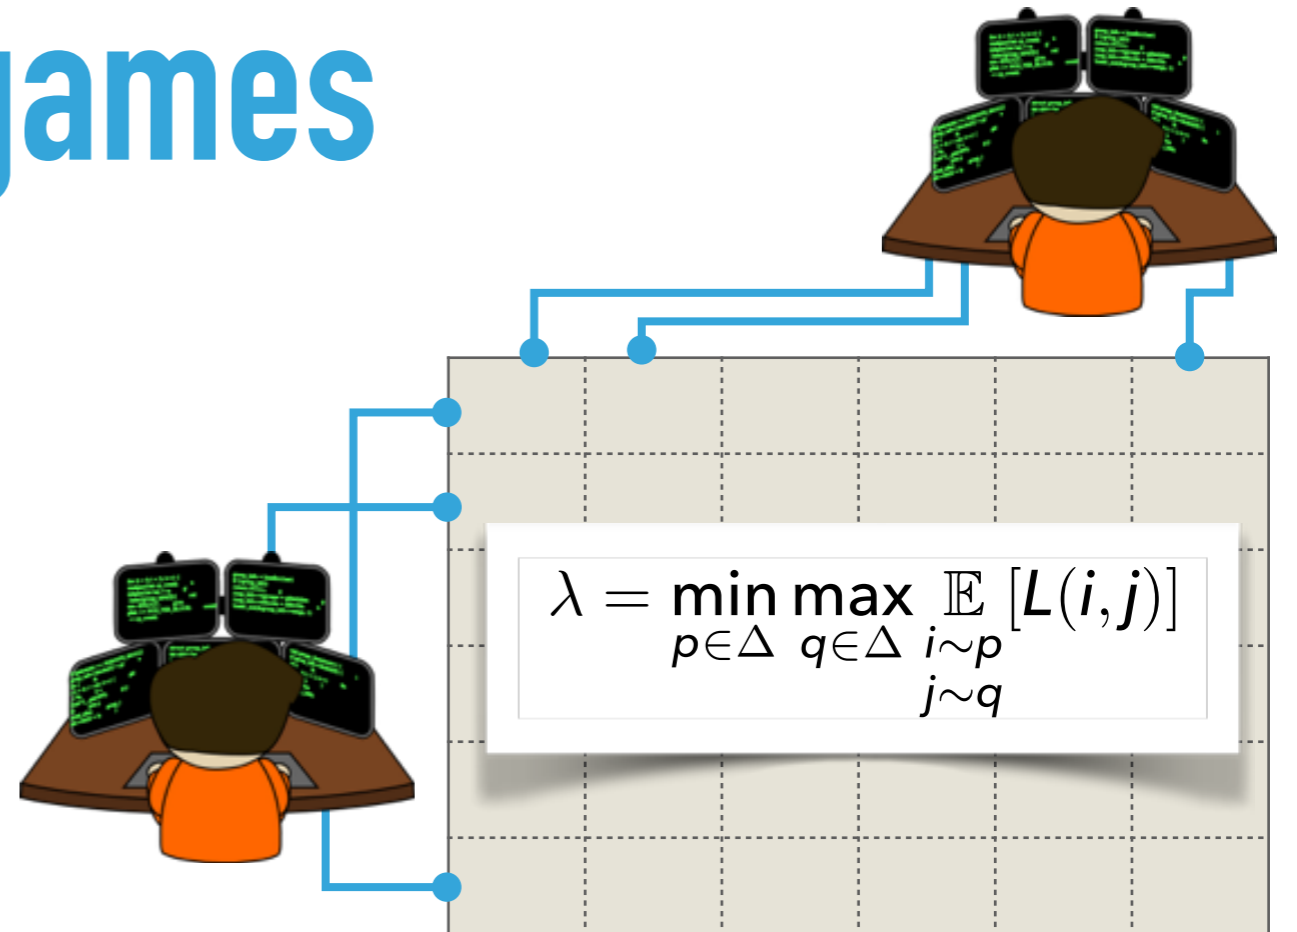 games
λ = min max 𝔼 [L(i, j)]
p∈Δ q∈Δ i∼p
j∼q